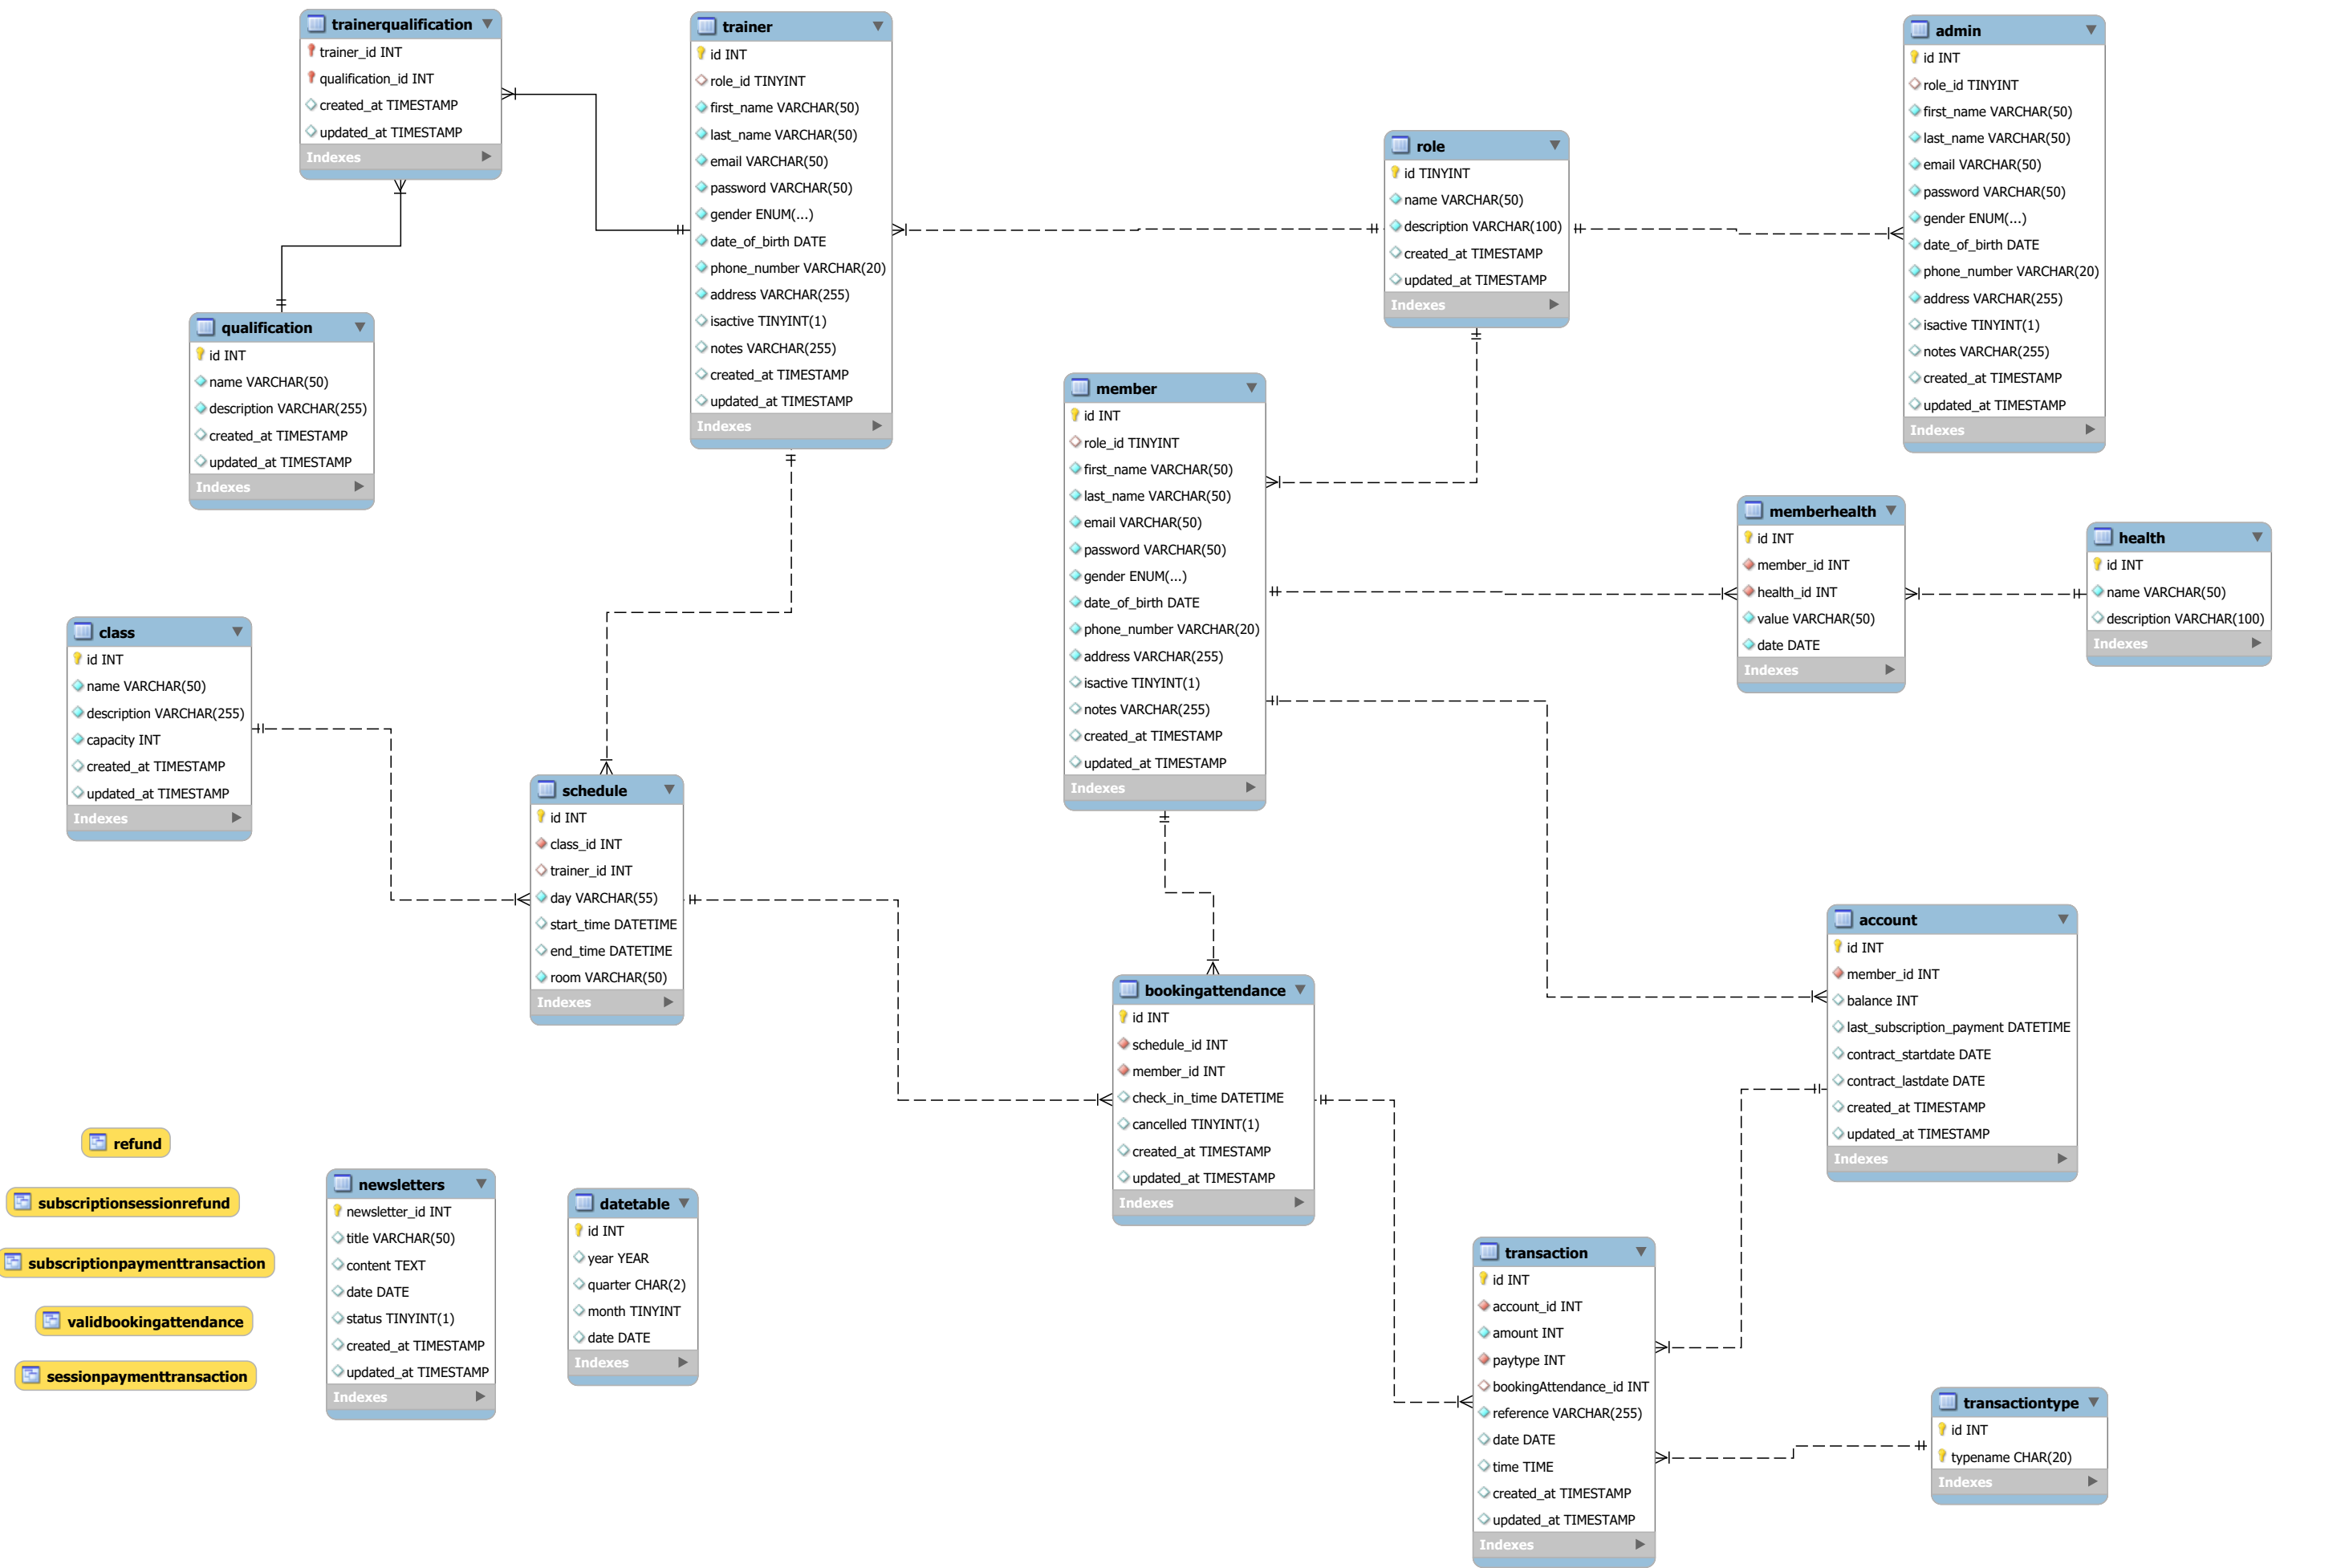 trainerqualification
trainer_id INT
qualification_id INT
created_at TIMESTAMP
updated_at TIMESTAMP
Indexes
trainer
id INT
role_id TINYINT
first_name VARCHAR(50)
last_name VARCHAR(50)
email VARCHAR(50)
password VARCHAR(50)
gender ENUM(...)
date_of_birth DATE
phone_number VARCHAR(20)
address VARCHAR(255)
isactive TINYINT(1)
notes VARCHAR(255)
created_at TIMESTAMP
updated_at TIMESTAMP
Indexes
admin
id INT
role_id TINYINT
first_name VARCHAR(50)
last_name VARCHAR(50)
email VARCHAR(50)
password VARCHAR(50)
gender ENUM(...)
date_of_birth DATE
phone_number VARCHAR(20)
address VARCHAR(255)
isactive TINYINT(1)
notes VARCHAR(255)
created_at TIMESTAMP
updated_at TIMESTAMP
Indexes
role
id TINYINT
name VARCHAR(50)
description VARCHAR(100)
created_at TIMESTAMP
updated_at TIMESTAMP
Indexes
qualification
id INT
name VARCHAR(50)
description VARCHAR(255)
created_at TIMESTAMP
updated_at TIMESTAMP
Indexes
member
id INT
role_id TINYINT
first_name VARCHAR(50)
last_name VARCHAR(50)
email VARCHAR(50)
password VARCHAR(50)
gender ENUM(...)
date_of_birth DATE
phone_number VARCHAR(20)
address VARCHAR(255)
isactive TINYINT(1)
notes VARCHAR(255)
created_at TIMESTAMP
updated_at TIMESTAMP
Indexes
memberhealth
id INT
member_id INT
health_id INT
value VARCHAR(50)
date DATE
Indexes
health
id INT
name VARCHAR(50)
description VARCHAR(100)
Indexes
class
id INT
name VARCHAR(50)
description VARCHAR(255)
capacity INT
created_at TIMESTAMP
updated_at TIMESTAMP
Indexes
schedule
id INT
class_id INT
trainer_id INT
day VARCHAR(55)
start_time DATETIME
end_time DATETIME
room VARCHAR(50)
Indexes
account
id INT
member_id INT
balance INT
last_subscription_payment DATETIME
contract_startdate DATE
contract_lastdate DATE
created_at TIMESTAMP
updated_at TIMESTAMP
Indexes
bookingattendance
id INT
schedule_id INT
member_id INT
check_in_time DATETIME
cancelled TINYINT(1)
created_at TIMESTAMP
updated_at TIMESTAMP
Indexes
refund
subscriptionsessionrefund
subscriptionpaymenttransaction
validbookingattendance
sessionpaymenttransaction
newsletters
newsletter_id INT
title VARCHAR(50)
content TEXT
date DATE
status TINYINT(1)
created_at TIMESTAMP
updated_at TIMESTAMP
Indexes
datetable
id INT
year YEAR
quarter CHAR(2)
month TINYINT
date DATE
Indexes
transaction
id INT
account_id INT
amount INT
paytype INT
bookingAttendance_id INT
reference VARCHAR(255)
date DATE
time TIME
created_at TIMESTAMP
updated_at TIMESTAMP
Indexes
transactiontype
id INT
typename CHAR(20)
Indexes